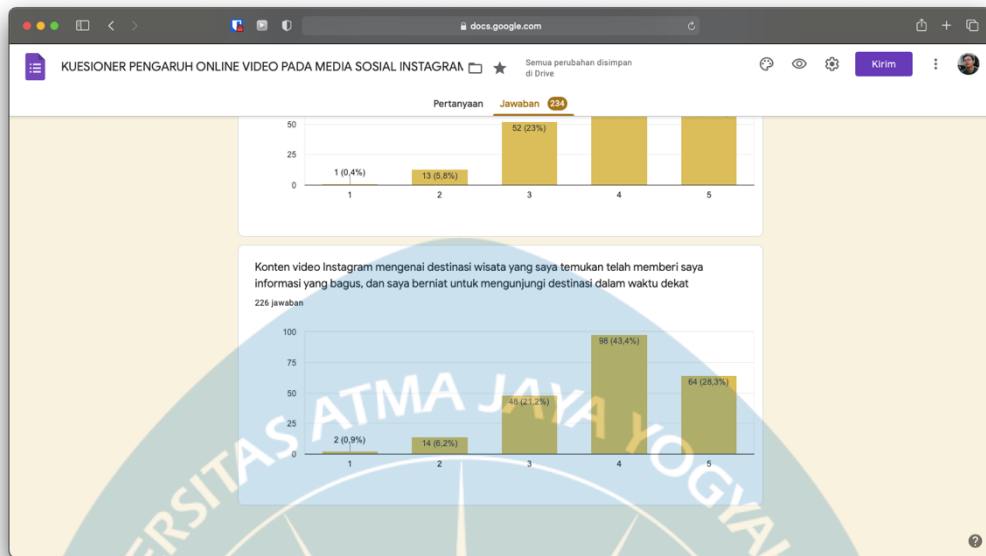 docs.google.com
KUESIONER PENGARUH ONLINE VIDEO PADA MEDIA SOSIAL INSTAGRAM
Semua perubahan disimpan
di Drive
Kirim
Pertanyaan Jawaban 234
50
52 (23%)
25
1 (0,4%)
13 (5,8%)
0
1 2 3 4 5
Konten video Instagram mengenai destinasi wisata yang saya temukan telah memberi saya
informasi yang bagus, dan saya berniat untuk mengunjungi destinasi dalam waktu dekat
226 jawaban
100
98 (43,4%)
75
64 (28,3%)
50
48 (21,2%)
25
2 (0,9%)
14 (6,2%)
0
1 2 3 4 5
ERSITAS ATMA JAYA YOGYA